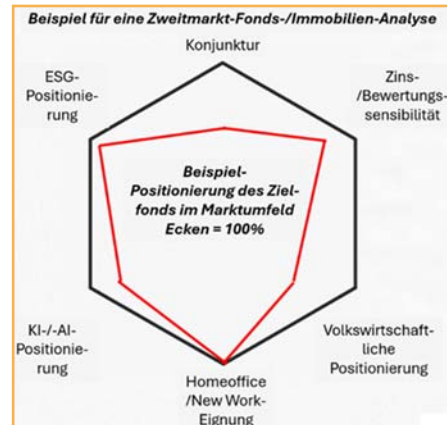 Beispiel für eine Zweitmarkt-Fonds-/Immobilien-Analyse
Konjunktur
ESG-
Positionie-
rung
Zins-
/Bewertungs-
sensibilität
Beispiel-
Positionierung des Ziel-
fonds im Marktumfeld
Ecken = 100%
KI-/-AI-
Positionie-
rung
Volkswirtschaft-
liche
Positionierung
Homeoffice
/New Work-
Eignung